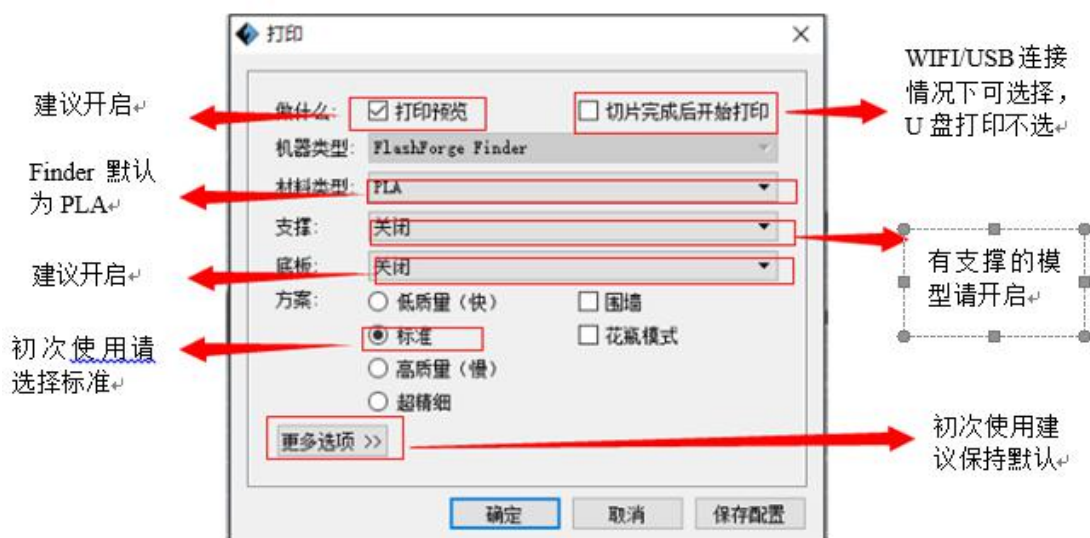 打印
建议开启
做什么: 打印预览 切片完成后开始打印
WIFI/USB 连接
情况下可选择，
U 盘打印不选
机器类型: FlashForge Finder
Finder 默认
为 PLA
材料类型: PLA
支撑: 关闭
有支撑的模
型请开启
建议开启
底板: 关闭
方案: 低质量（快） 围墙
标准 花瓶模式
初次使用请
选择标准
高质量（慢）
超精细
更多选项 >>
初次使用建
议保持默认
确定 取消 保存配置